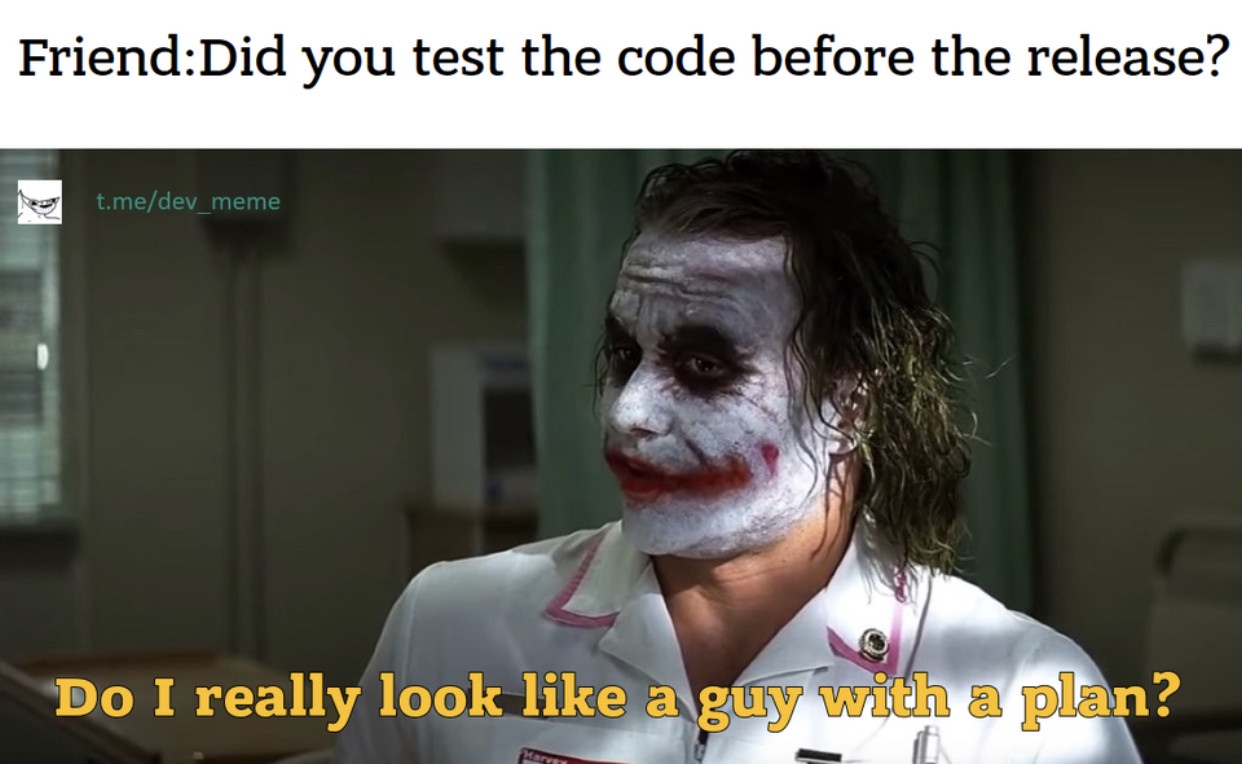 Friend:Did you test the code before the release?
t.me/dev_meme
Do I really look like a guy with a plan?